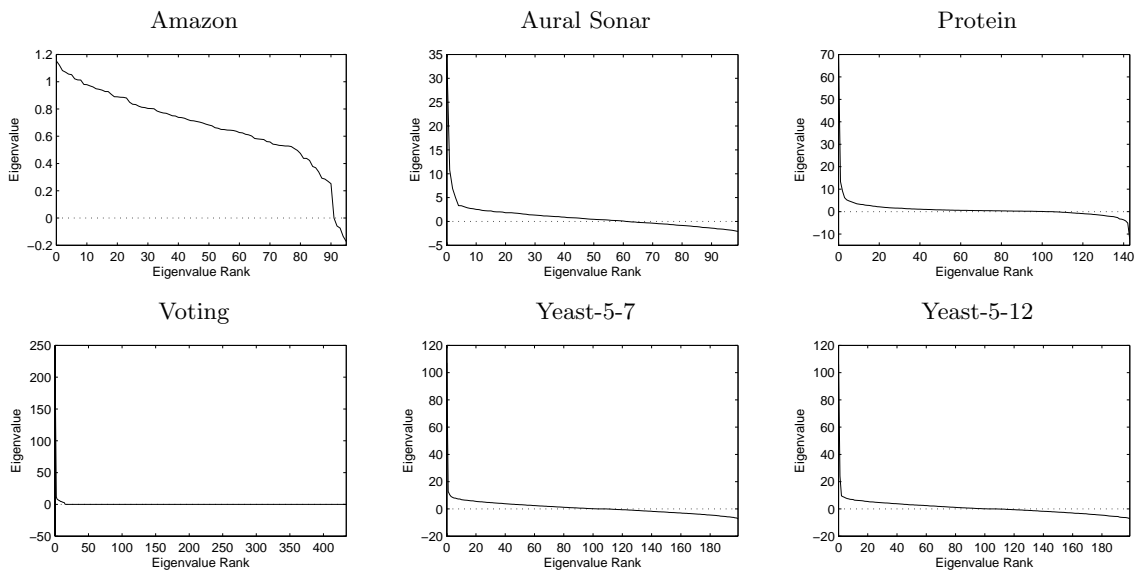 Amazon
Aural Sonar
Protein
1.2
1
0.8
0.6
0.4
0.2
0
−0.2
Eigenvalue
0 10 20 30 40 50 60 70 80 90
Eigenvalue Rank
35
30
25
20
15
10
5
0
−5
Eigenvalue
0 10 20 30 40 50 60 70 80 90
Eigenvalue Rank
70
60
50
40
30
20
10
0
−10
Eigenvalue
0 20 40 60 80 100 120 140
Eigenvalue Rank
Voting
Yeast-5-7
Yeast-5-12
250
200
150
100
50
0
−50
Eigenvalue
0 50 100 150 200 250 300 350 400
Eigenvalue Rank
120
100
80
60
40
20
0
−20
Eigenvalue
0 20 40 60 80 100 120 140 160 180
Eigenvalue Rank
120
100
80
60
40
20
0
−20
Eigenvalue
0 20 40 60 80 100 120 140 160 180
Eigenvalue Rank